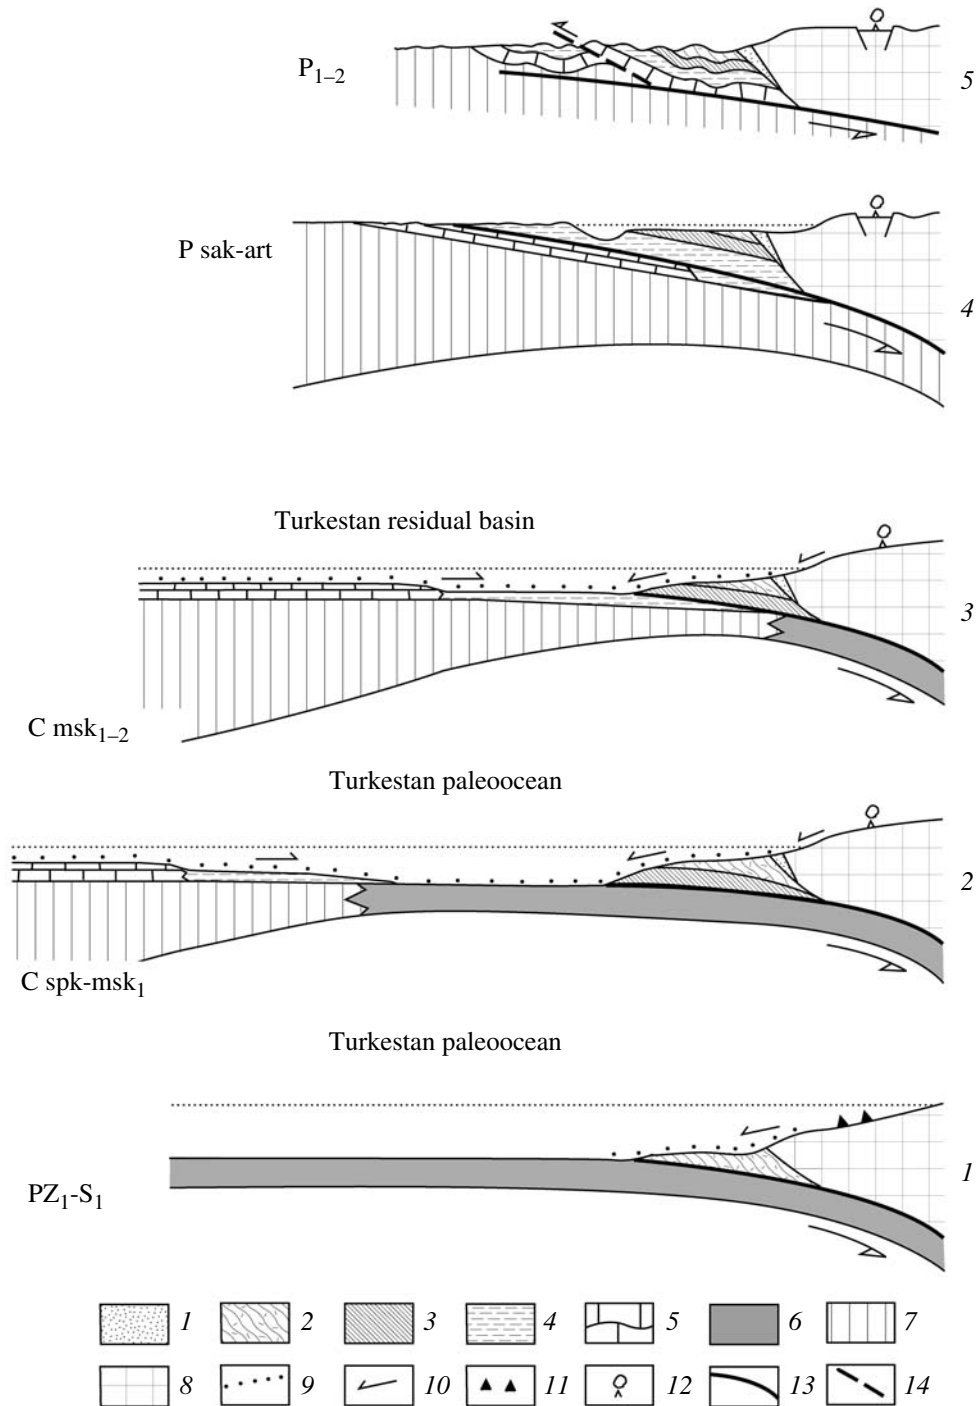 P1–2
5
P sak-art
4
Turkestan residual basin
3
C msk1–2
Turkestan paleoocean
2
C spk-msk1
Turkestan paleoocean
1
PZ1-S1
1 2 3 4 5 6 7
8 9 10 11 12 13 14